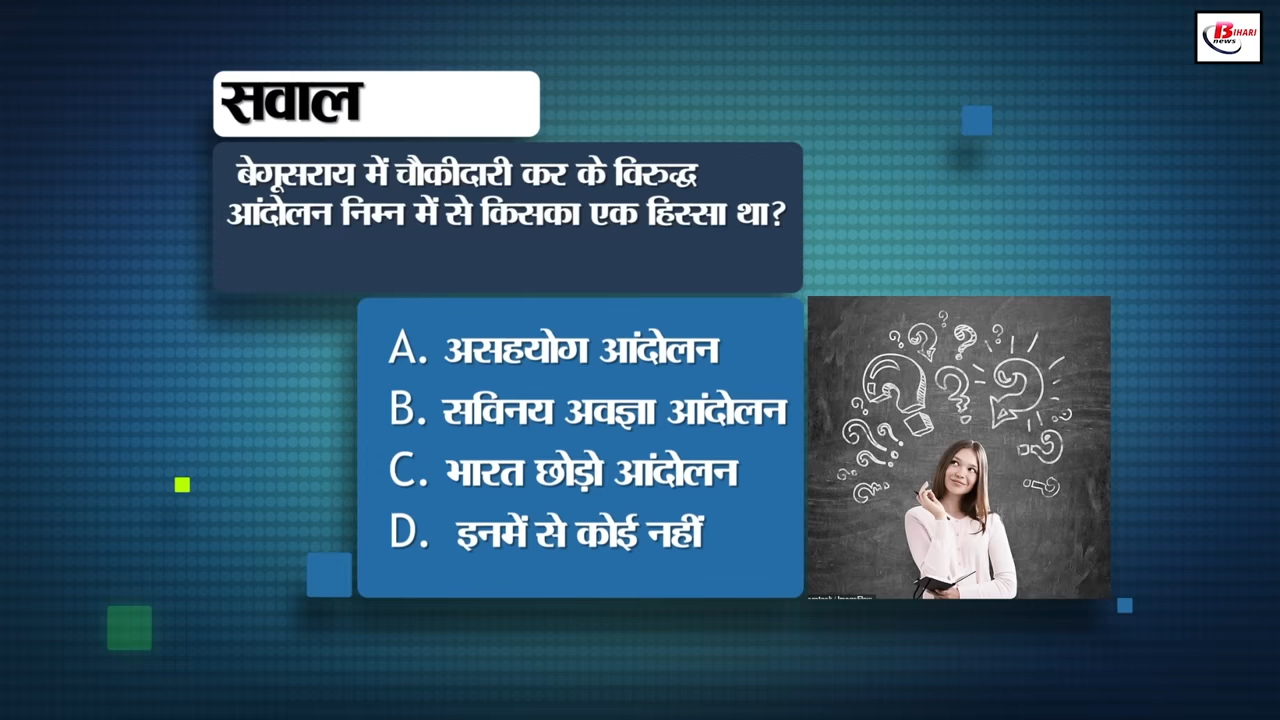 BIHARI
news
सवाल
बेगूसराय में चौकीदारी कर के विरुद्ध
आंदोलन निम्न में से किसका एक हिस्सा था?
A. असहयोग आंदोलन
B. सविनय अवज्ञा आंदोलन
C. भारत छोड़ो आंदोलन
D. इनमें से कोई नहीं